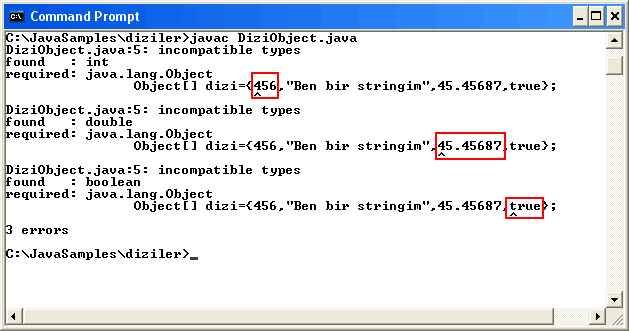 Command Prompt
C:\JavaSamples\diziler>javac DiziObject.java
DiziObject.java:5: incompatible types
found   : int
required: java.lang.Object
                Object[] dizi={456,"Ben bir stringim",45.45687,true};
                               ^
DiziObject.java:5: incompatible types
found   : double
required: java.lang.Object
                Object[] dizi={456,"Ben bir stringim",45.45687,true};
                                                      ^
DiziObject.java:5: incompatible types
found   : boolean
required: java.lang.Object
                Object[] dizi={456,"Ben bir stringim",45.45687,true};
                                                               ^
3 errors
C:\JavaSamples\diziler>_